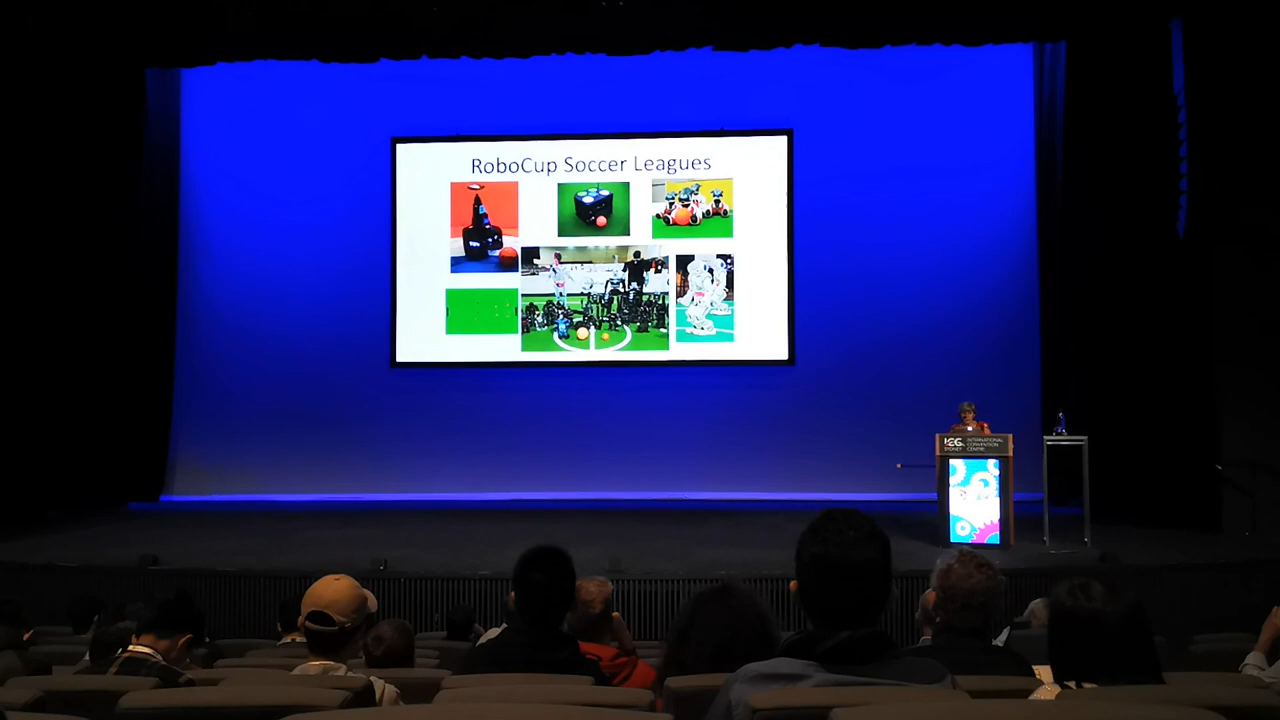 RoboCup Soccer Leagues
ICC
SYDNEY
INTERNATIONAL
CONVENTION
CENTRE